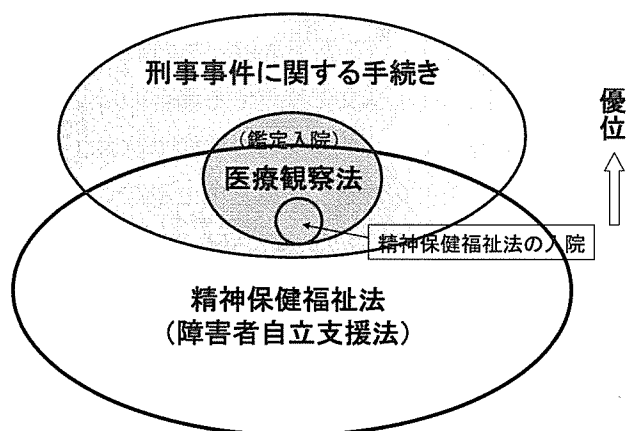 刑事事件に関する手続き
優位
(鑑定入院)
医療観察法
精神保健福祉法の入院
精神保健福祉法
(障害者自立支援法)